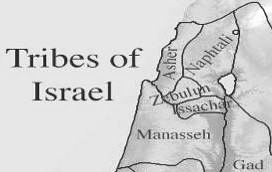 Tribes of
Israel
Asher
Naphtali
Zebulun
Issachar
Manasseh
Gad